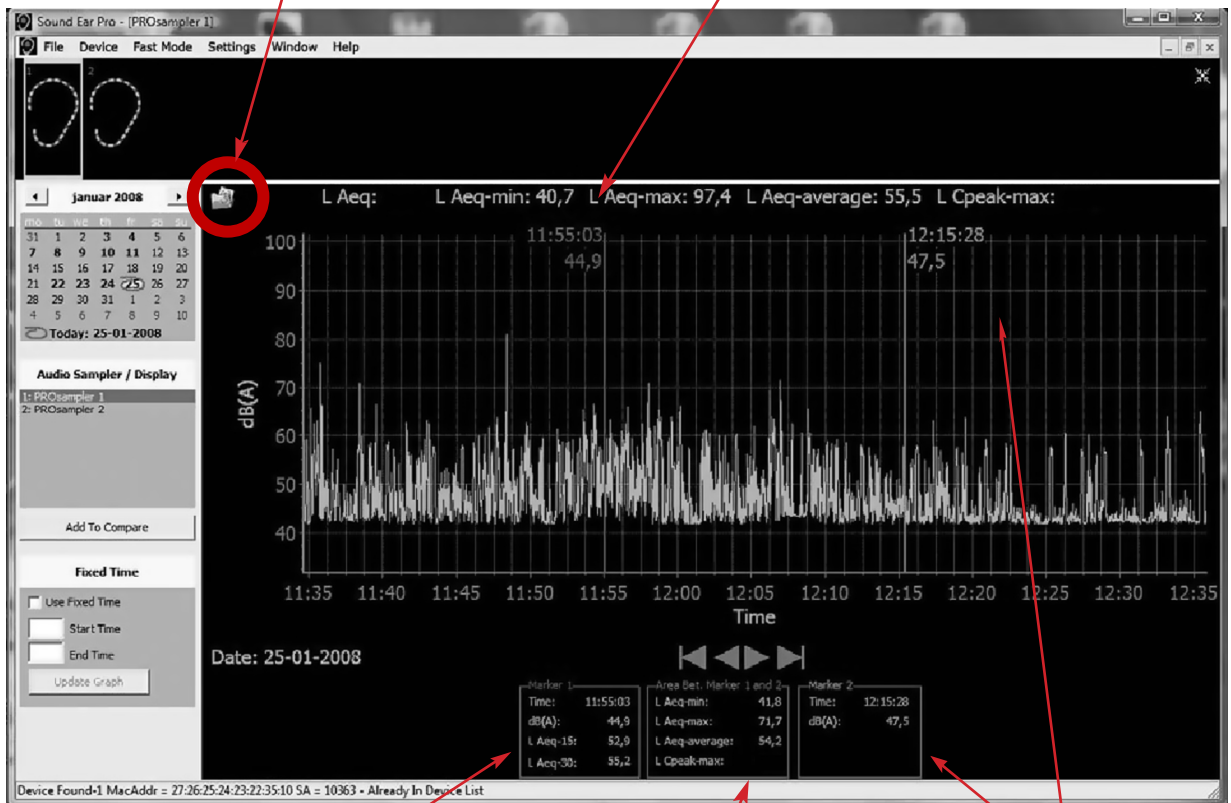 Sound Ear Pro - [PROsampler 1]
File Device Fast Mode Settings Window Help
1 2
januar 2008
mo tu we th fr sa su
31 1 2 3 4 5 6
7 8 9 10 11 12 13
14 15 16 17 18 19 20
21 22 23 24 25 26 27
28 29 30 31 1 2 3
4 5 6 7 8 9 10
Today: 25-01-2008
Audio Sampler / Display
1: PROsampler 1
2: PROsampler 2
Add To Compare
Fixed Time
Use Fixed Time
Start Time
End Time
Update Graph
L Aeq: L Aeq-min: 40,7 L Aeq-max: 97,4 L Aeq-average: 55,5 L Cpeak-max:
11:55:03 12:15:28
44,9 47,5
100
90
80
70
60
50
40
dB(A)
11:35 11:40 11:45 11:50 11:55 12:00 12:05 12:10 12:15 12:20 12:25 12:30 12:35
Time
Date: 25-01-2008
Marker 1
Time: 11:55:03
dB(A): 44,9
L Aeq-15: 52,9
L Aeq-30: 55,2
Area Bet. Marker 1 and 2
L Aeq-min: 41,8
L Aeq-max: 71,7
L Aeq-average: 54,2
L Cpeak-max:
Marker 2
Time: 12:15:28
dB(A): 47,5
Device Found-1 MacAddr = 27:26:25:24:23:22:35:10 SA = 10363 - Already In Device List